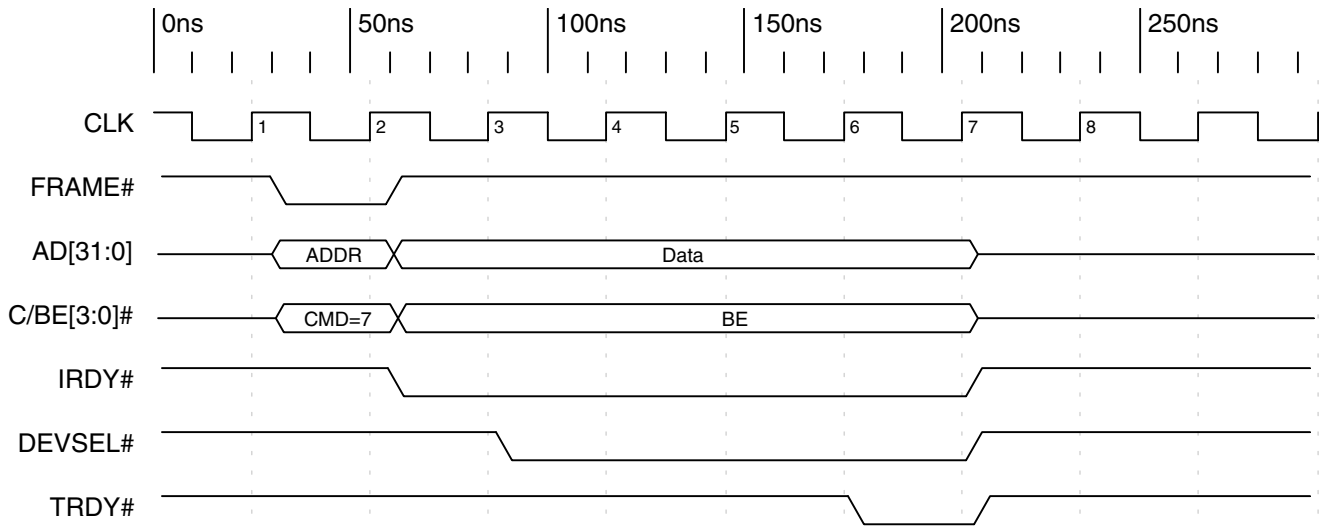 0ns 50ns 100ns 150ns 200ns 250ns
CLK 1 2 3 4 5 6 7 8
FRAME#
AD[31:0] ADDR Data
C/BE[3:0]# CMD=7 BE
IRDY#
DEVSEL#
TRDY#